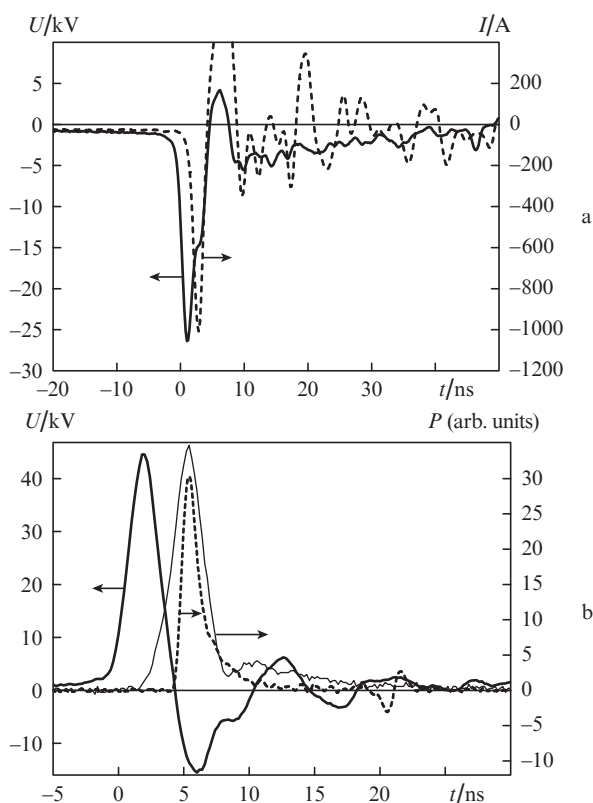 U/kV I/A
5 200
0 0
–5 –200
–10 –400
–15 –600
–20 –800
–25 –1000
–30 –1200
a
–20 –10 0 10 20 30 t/ns
U/kV P (arb. units)
40 30
25
30 20
20 15
10
10 5
0 0
–5
–10 –10
b
–5 0 5 10 15 20 t/ns